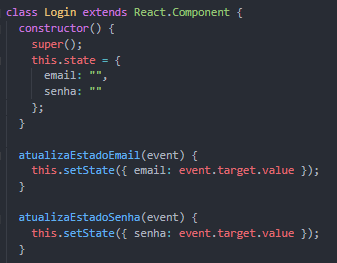 class Login extends React.Component {
constructor() {
super();
this.state = {
email: "",
senha: ""
};
}
atualizaEstadoEmail(event) {
this.setState({ email: event.target.value });
}
atualizaEstadoSenha(event) {
this.setState({ senha: event.target.value });
}